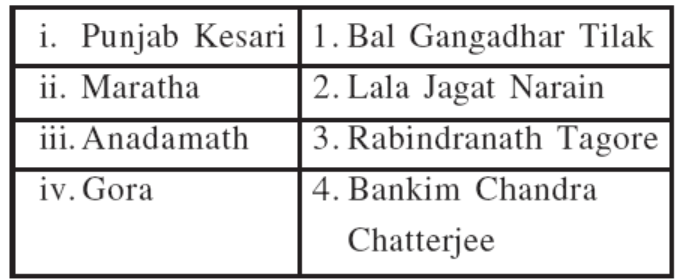 i. Punjab Kesari 1. Bal Gangadhar Tilak
ii. Maratha 2. Lala Jagat Narain
iii. Anadamath 3. Rabindranath Tagore
iv. Gora 4. Bankim Chandra
Chatterjee